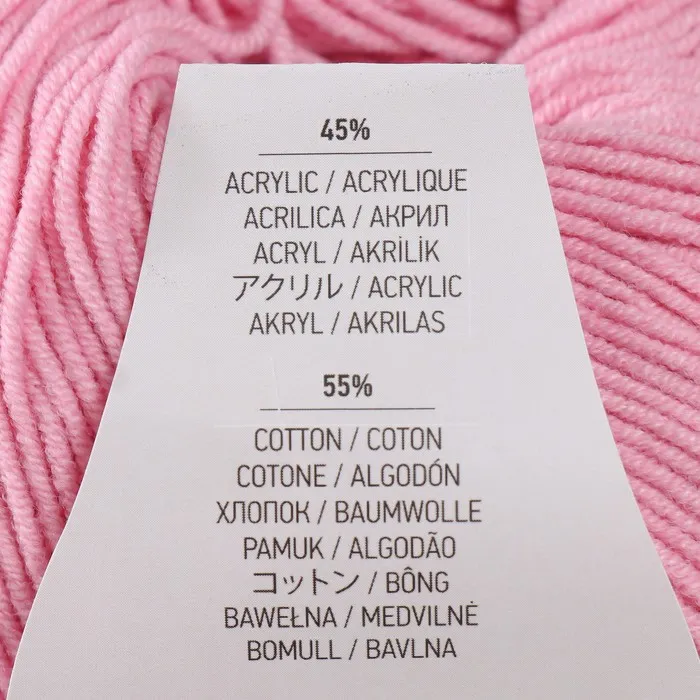 45%
ACRYLIC / ACRYLIQUE
ACRILICA / АКРИЛ
ACRYL / AKRİLİK
アクリル / ACRYLIC
AKRYL / AKRILAS
55%
COTTON / COTON
COTONE / ALGODÓN
ХЛОПОК / BAUMWOLLE
PAMUK / ALGODÃO
コットン / BÔNG
BAWEŁNA / MEDVILNĖ
BOMULL / BAVLNA